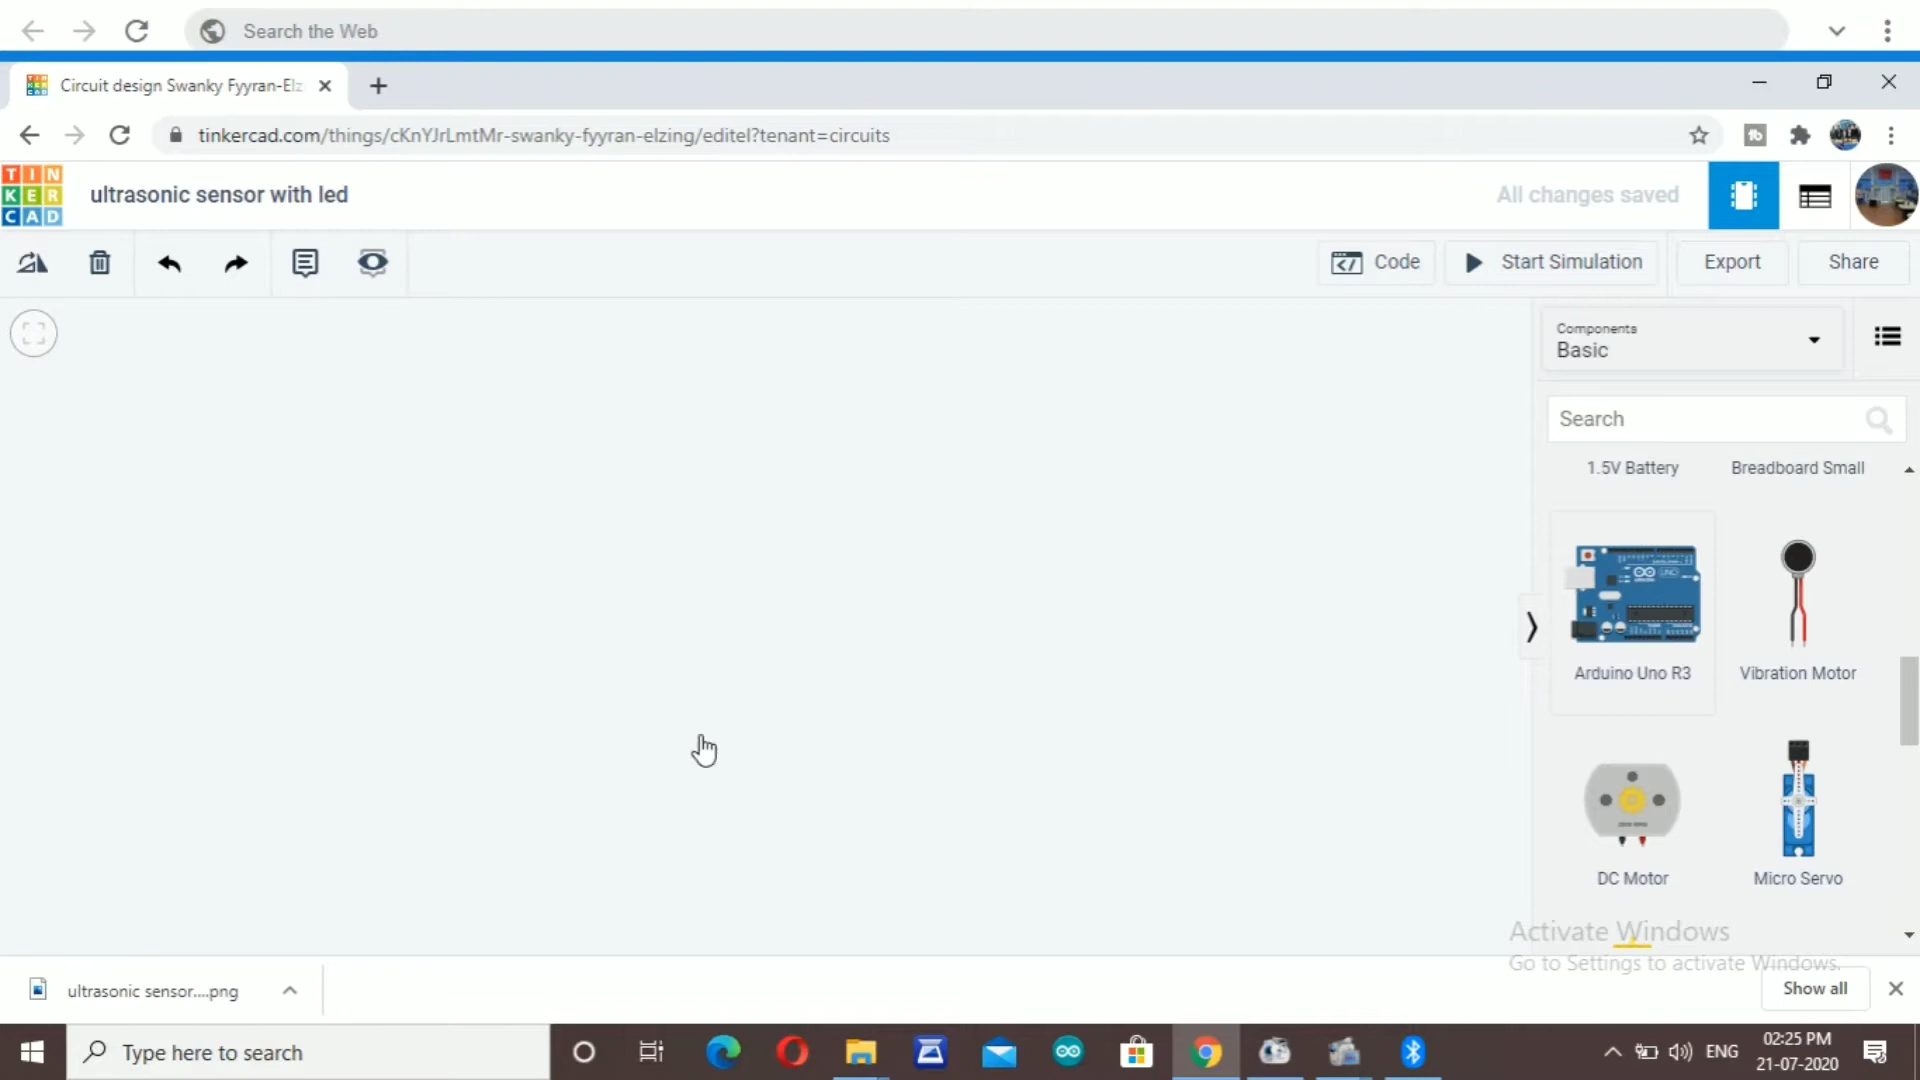 Search the Web
Circuit design Swanky Fyyran-Elz
tinkercad.com/things/cKnYJrLmtMr-swanky-fyyran-elzing/editel?tenant=circuits
TIN
KER
CAD
ultrasonic sensor with led
All changes saved
Code
Start Simulation
Export
Share
Components
Basic
Search
1.5V Battery
Breadboard Small
Arduino Uno R3
Vibration Motor
DC Motor
Micro Servo
Activate Windows
Go to Settings to activate Windows.
ultrasonic sensor....png
Show all
Type here to search
ENG
02:25 PM
21-07-2020